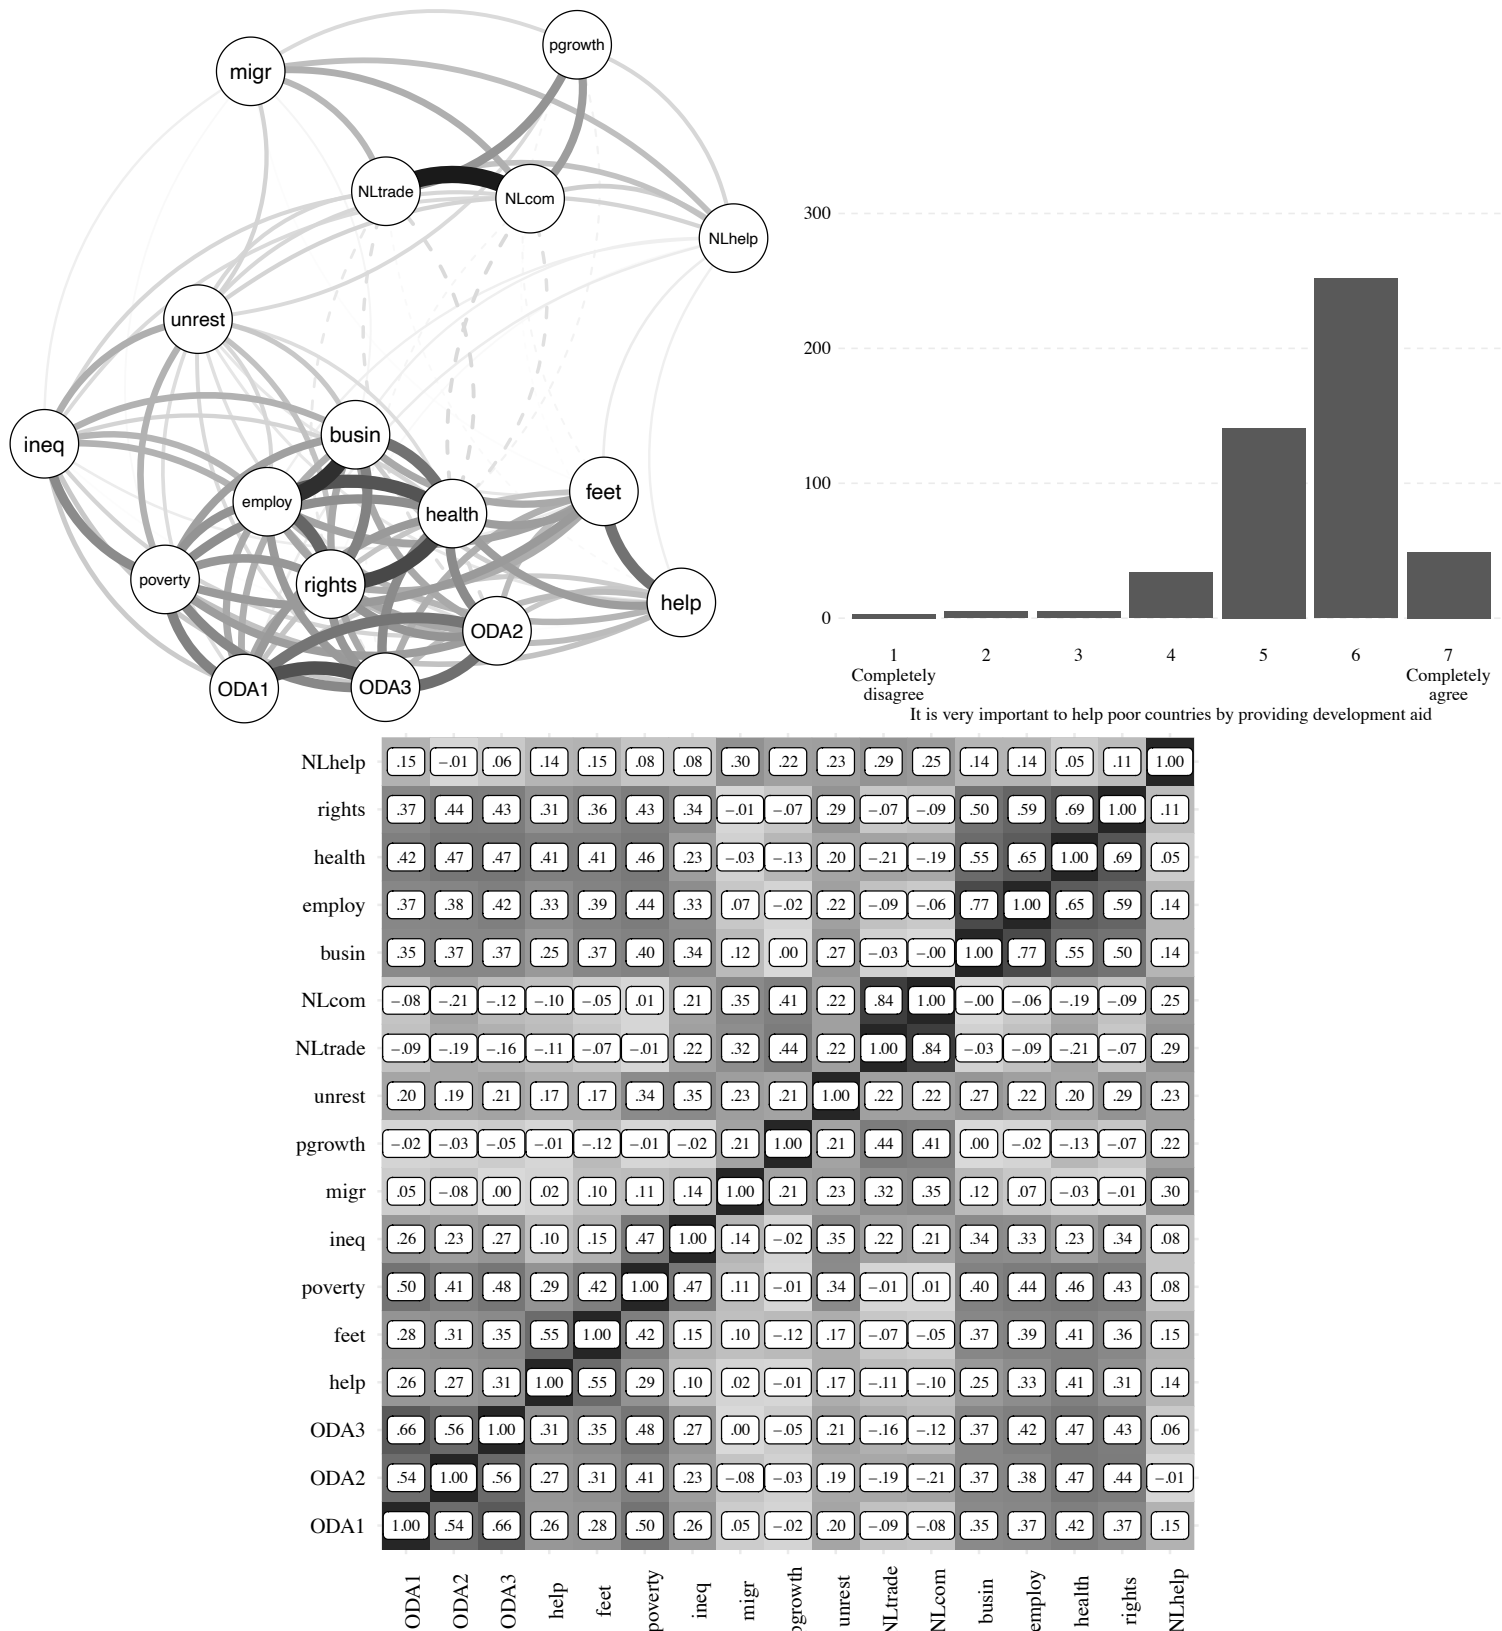 pgrowth
migr
NLtrade
NLcom
NLhelp
unrest
busin
ineq
employ
health
feet
poverty
rights
help
ODA2
ODA1
ODA3
300
200
100
0
1 2 3 4 5 6 7
Completely Completely
disagree agree
It is very important to help poor countries by providing development aid
NLhelp .15 −.01 .06 .14 .15 .08 .08 .30 .22 .23 .29 .25 .14 .14 .05 .11 1.00
rights .37 .44 .43 .31 .36 .43 .34 −.01 −.07 .29 −.07 −.09 .50 .59 .69 1.00 .11
health .42 .47 .47 .41 .41 .46 .23 −.03 −.13 .20 −.21 −.19 .55 .65 1.00 .69 .05
employ .37 .38 .42 .33 .39 .44 .33 .07 −.02 .22 −.09 −.06 .77 1.00 .65 .59 .14
busin .35 .37 .37 .25 .37 .40 .34 .12 .00 .27 −.03 −.00 1.00 .77 .55 .50 .14
NLcom −.08 −.21 −.12 −.10 −.05 .01 .21 .35 .41 .22 .84 1.00 −.00 −.06 −.19 −.09 .25
NLtrade −.09 −.19 −.16 −.11 −.07 −.01 .22 .32 .44 .22 1.00 .84 −.03 −.09 −.21 −.07 .29
unrest .20 .19 .21 .17 .17 .34 .35 .23 .21 1.00 .22 .22 .27 .22 .20 .29 .23
pgrowth −.02 −.03 −.05 −.01 −.12 −.01 −.02 .21 1.00 .21 .44 .41 .00 −.02 −.13 −.07 .22
migr .05 −.08 .00 .02 .10 .11 .14 1.00 .21 .23 .32 .35 .12 .07 −.03 −.01 .30
ineq .26 .23 .27 .10 .15 .47 1.00 .14 −.02 .35 .22 .21 .34 .33 .23 .34 .08
poverty .50 .41 .48 .29 .42 1.00 .47 .11 −.01 .34 −.01 .01 .40 .44 .46 .43 .08
feet .28 .31 .35 .55 1.00 .42 .15 .10 −.12 .17 −.07 −.05 .37 .39 .41 .36 .15
help .26 .27 .31 1.00 .55 .29 .10 .02 −.01 .17 −.11 −.10 .25 .33 .41 .31 .14
ODA3 .66 .56 1.00 .31 .35 .48 .27 .00 −.05 .21 −.16 −.12 .37 .42 .47 .43 .06
ODA2 .54 1.00 .56 .27 .31 .41 .23 −.08 −.03 .19 −.19 −.21 .37 .38 .47 .44 −.01
ODA1 1.00 .54 .66 .26 .28 .50 .26 .05 −.02 .20 −.09 −.08 .35 .37 .42 .37 .15
ODA1 ODA2 ODA3 help feet poverty ineq migr pgrowth unrest NLtrade NLcom busin employ health rights NLhelp